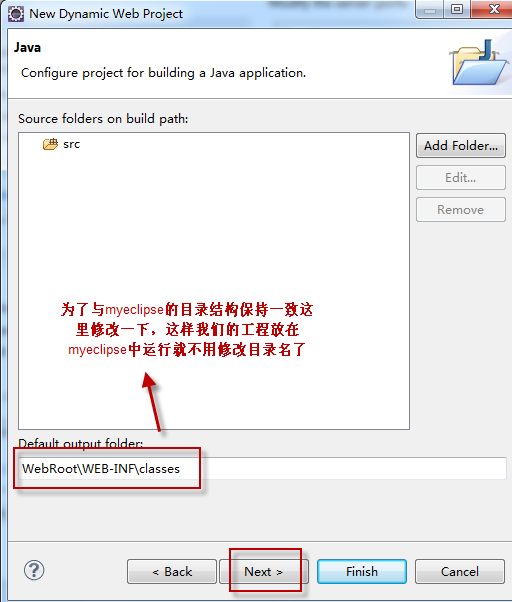 New Dynamic Web Project
Java
Configure project for building a Java application.
Source folders on build path:
src
Add Folder...
Edit...
Remove
为了与myeclipse的目录结构保持一致这
里修改一下，这样我们的工程放在
myeclipse中运行就不用修改目录名了
Default output folder:
WebRoot\WEB-INF\classes
< Back
Next >
Finish
Cancel